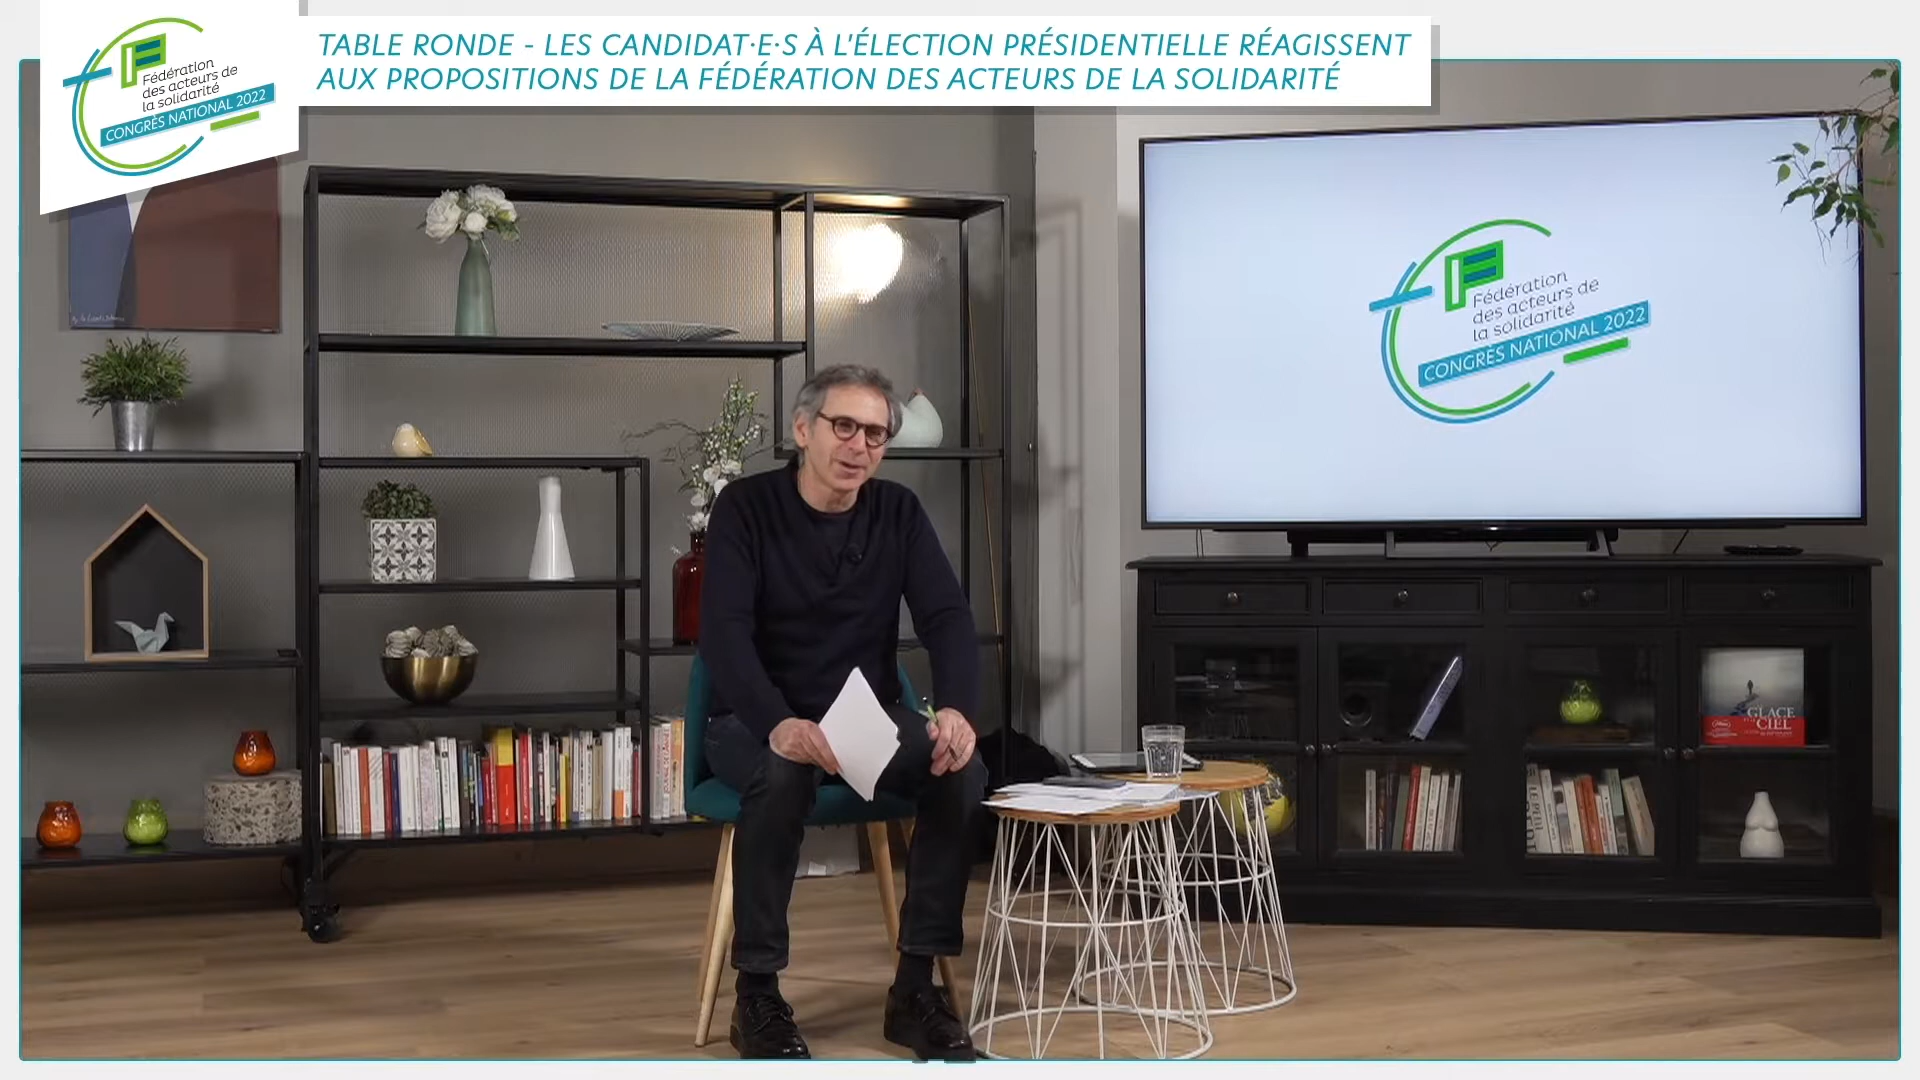 TABLE RONDE - LES CANDIDAT·E·S À L'ÉLECTION PRÉSIDENTIELLE RÉAGISSENT
AUX PROPOSITIONS DE LA FÉDÉRATION DES ACTEURS DE LA SOLIDARITÉ
F
Fédération
des acteurs de
la solidarité
CONGRÈS NATIONAL 2022
F
Fédération
des acteurs de
la solidarité
CONGRÈS NATIONAL 2022
GLACE
CIEL